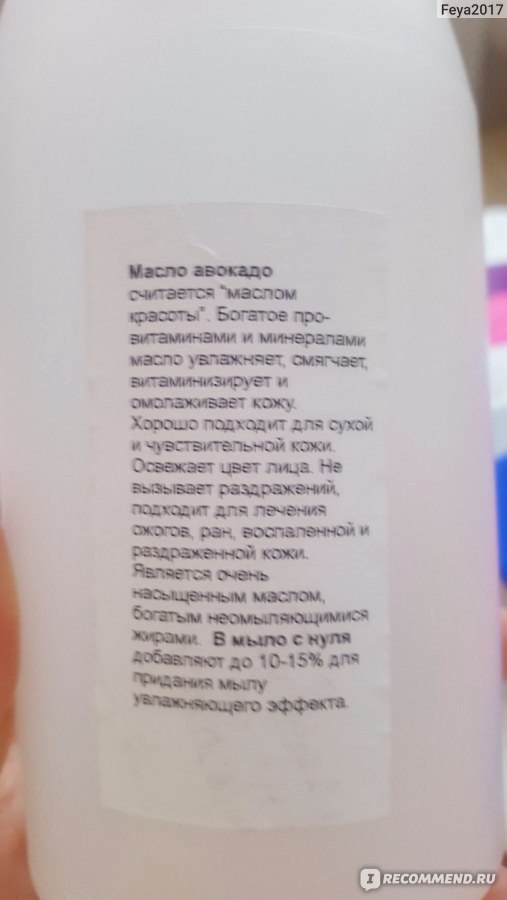 Feya2017
Масло авокадо
считается "маслом
красоты". Богатое про-
витаминами и минералами
масло увлажняет, смягчает,
витаминизирует и
омолаживает кожу.
Хорошо подходит для сухой
и чувствительной кожи.
Освежает цвет лица. Не
вызывает раздражений,
подходит для лечения
ожогов, ран, воспаленной и
раздраженной кожи.
Является очень
насыщенным маслом,
богатым неомыляющимися
жирами. В мыло с нуля
добавляют до 10-15% для
придания мылу
увлажняющего эффекта.
I RECOMMEND.RU